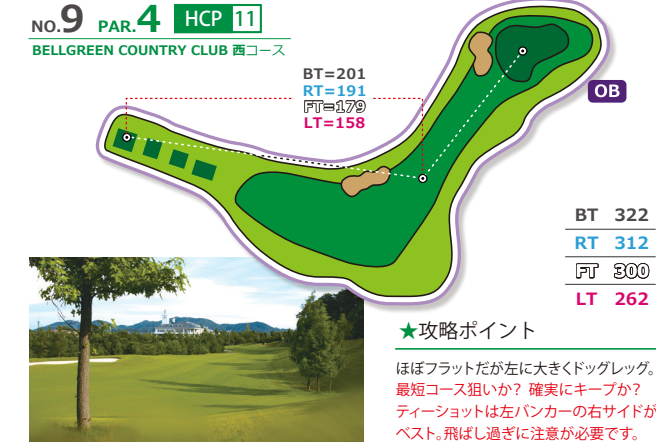 NO.9 PAR.4 HCP 11
BELLGREEN COUNTRY CLUB 西コース
BT=201
RT=191
FT=179
LT=158
OB
BT 322
RT 312
FT 300
LT 262
★攻略ポイント
ほぼフラットだが左に大きくドッグレッグ。
最短コース狙いか? 確実にキープか?
ティーショットは左バンカーの右サイドが
ベスト。飛ばし過ぎに注意が必要です。